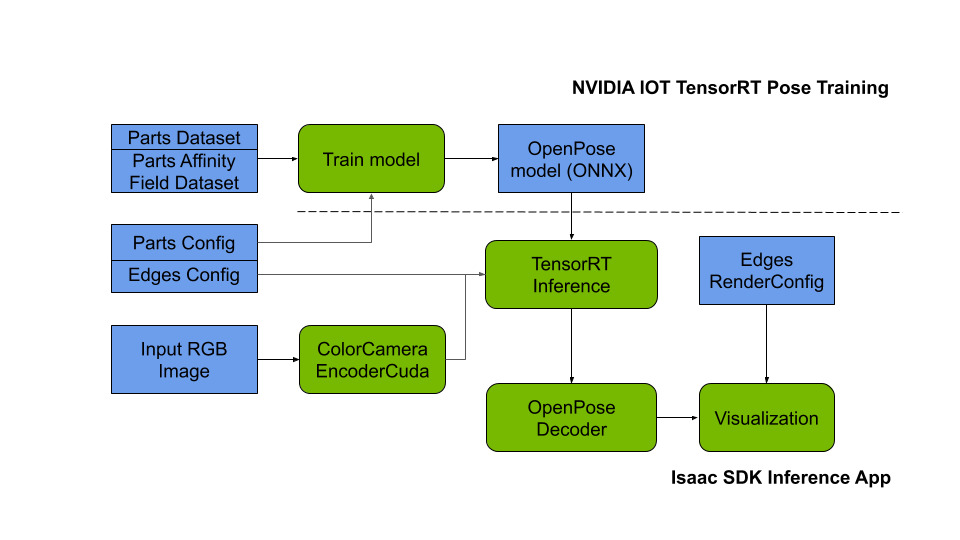 NVIDIA IOT TensorRT Pose Training
Parts Dataset
Parts Affinity
Field Dataset
Train model
OpenPose
model (ONNX)
Parts Config
Edges Config
TensorRT
Inference
Edges
RenderConfig
Input RGB
Image
ColorCamera
EncoderCuda
OpenPose
Decoder
Visualization
Isaac SDK Inference App